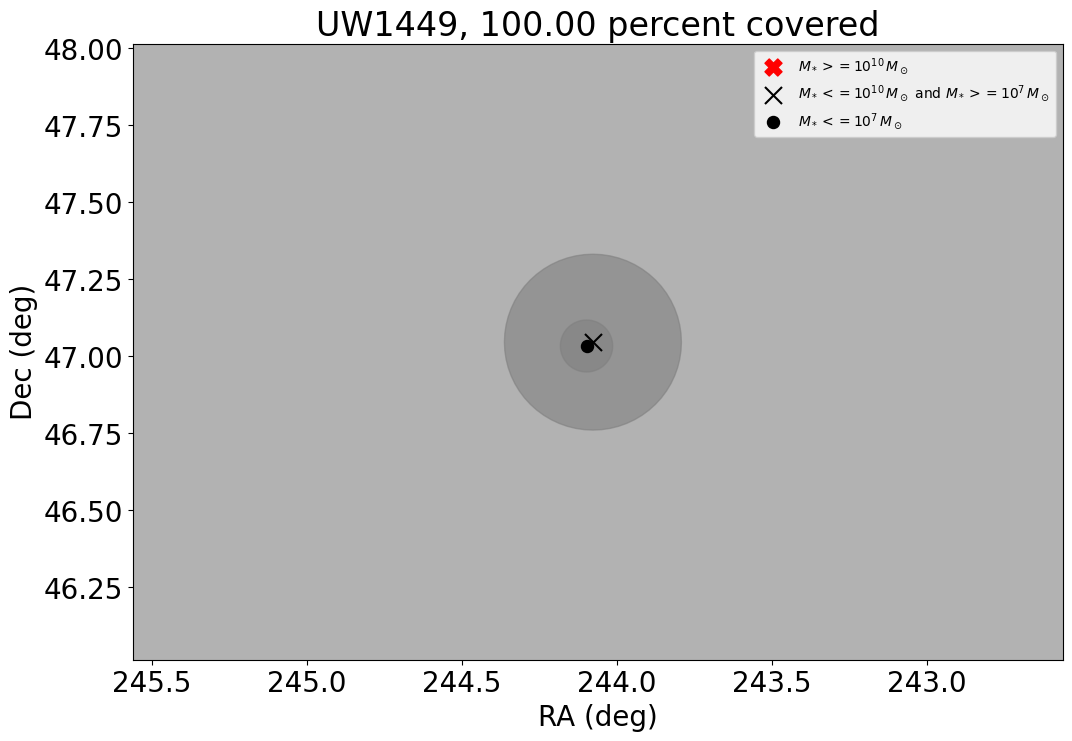 UW1449, 100.00 percent covered
M* >= 10^10 M⊙
M* <= 10^10 M⊙ and M* >= 10^7 M⊙
M* <= 10^7 M⊙
48.00
47.75
47.50
47.25
47.00
46.75
46.50
46.25
Dec (deg)
245.5 245.0 244.5 244.0 243.5 243.0
RA (deg)